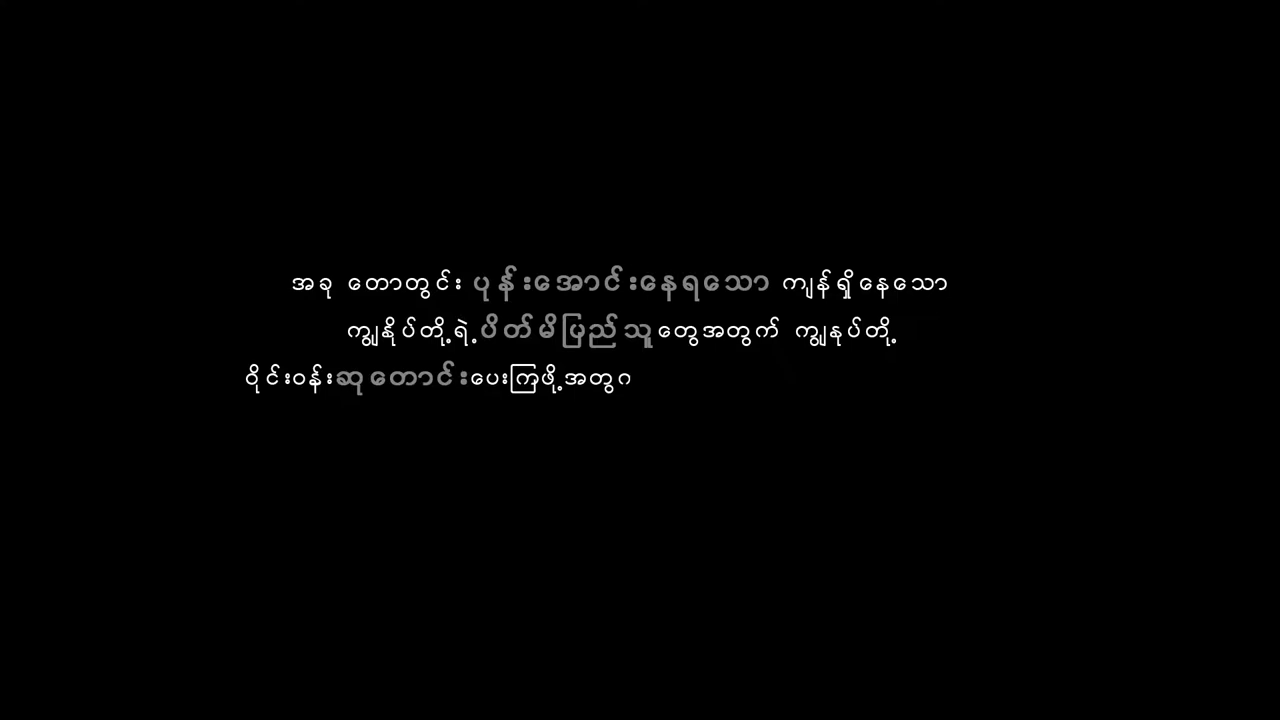 အခု တောတွင်း ပုန်းအောင်းနေရသော ကျန်ရှိနေသော
ကျွနိုပ်တို့ရဲ့ပိတ်မိပြည်သူတွေအတွက် ကျွနုပ်တို့
ဝိုင်းဝန်းဆုတောင်းပေးကြဖို့အတွဂ